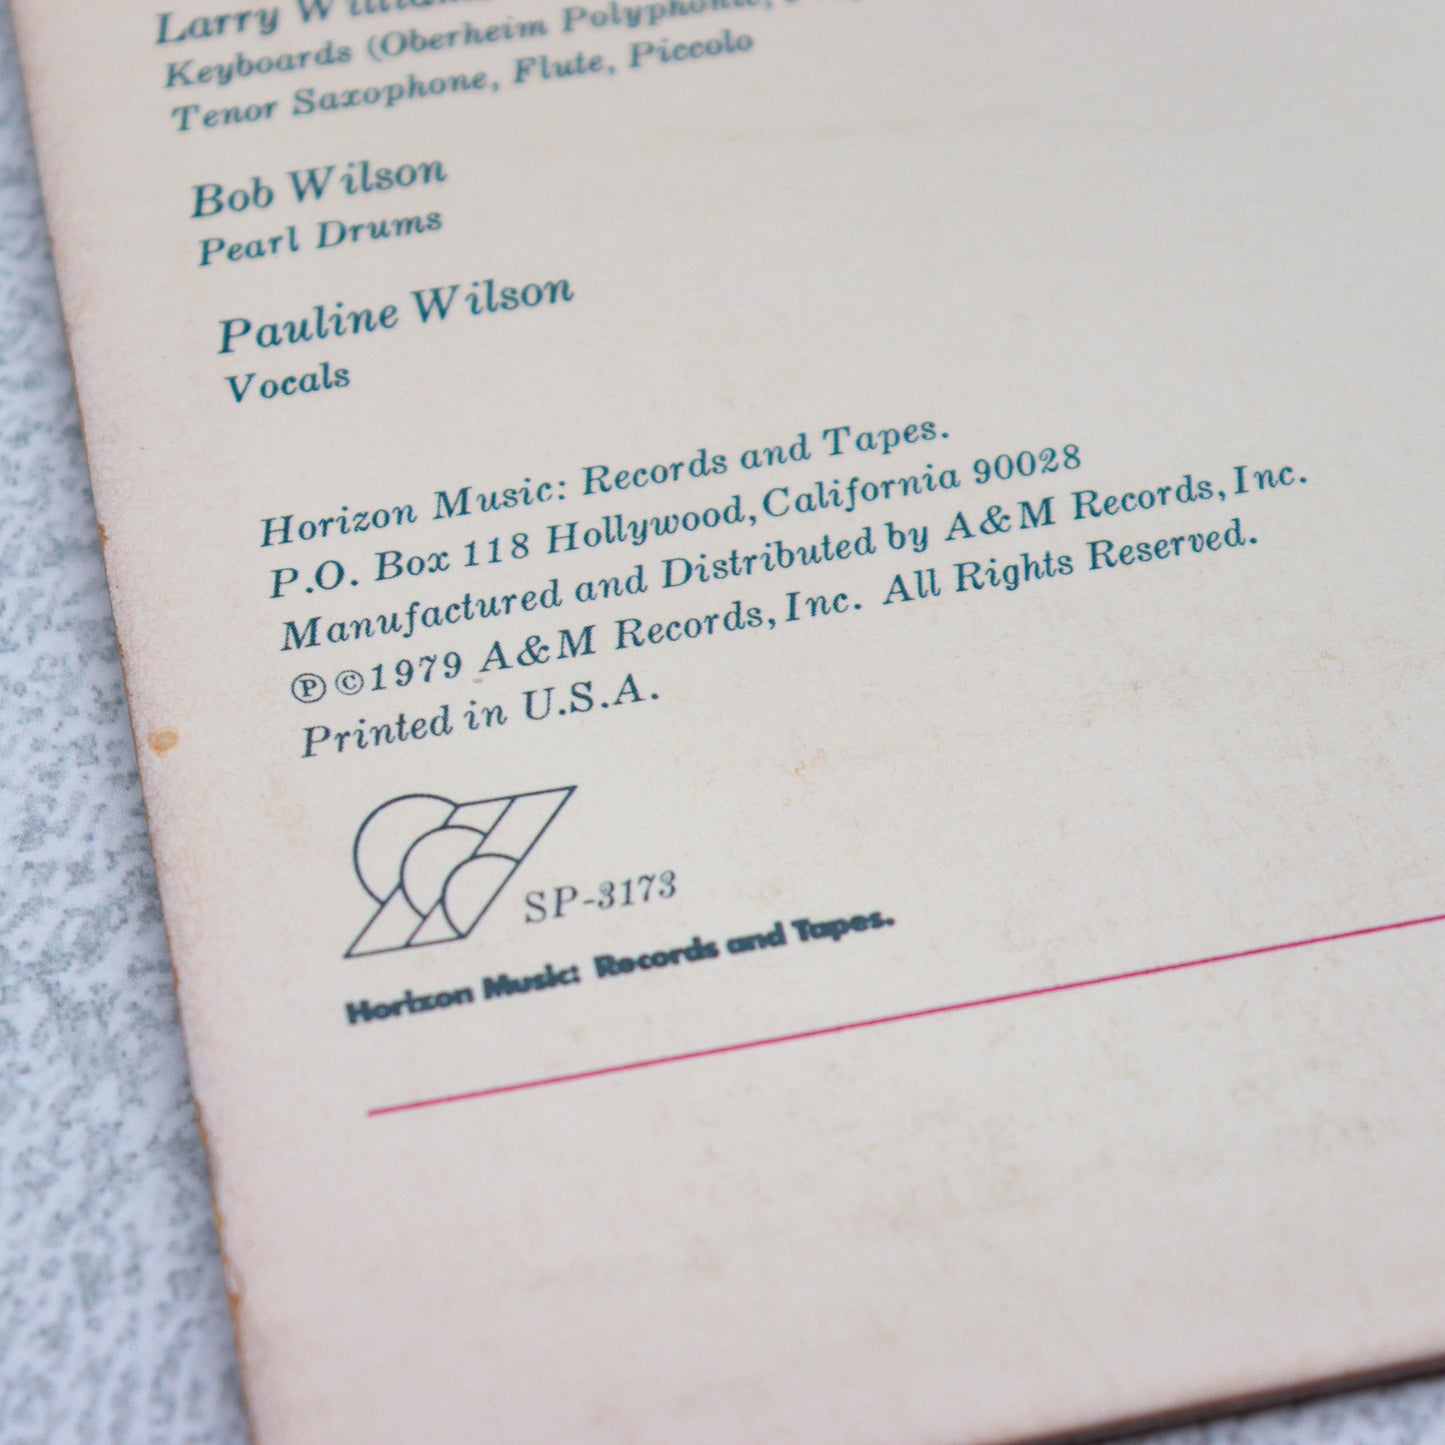 Larry Williams
Keyboards (Oberheim Polyphonic,
Tenor Saxophone, Flute, Piccolo
Bob Wilson
Pearl Drums
Pauline Wilson
Vocals
Horizon Music: Records and Tapes.
P.O. Box 118 Hollywood, California 90028
Manufactured and Distributed by A&M Records, Inc.
℗©1979 A&M Records, Inc. All Rights Reserved.
Printed in U.S.A.
SP-3173
Horizon Music: Records and Tapes.